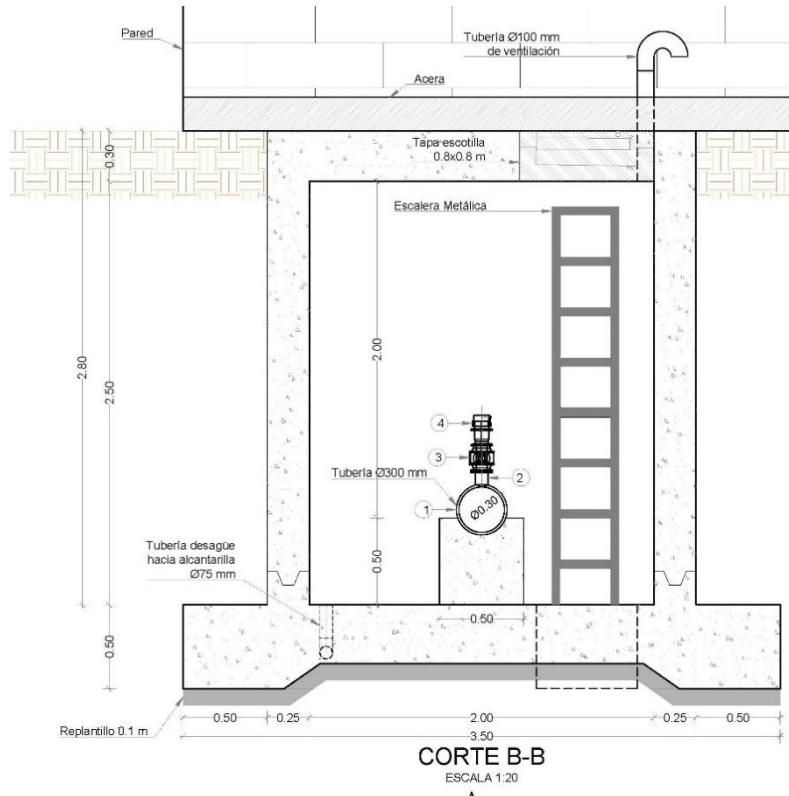 Pared
Tubería Ø100 mm
de ventilación
Acera
0.30
Tapa escotilla
0.8x0.8 m
Escalera Metálica
2.80
2.50
2.00
4
3
2
Tubería Ø300 mm
1
Ø0.30
Tubería desagüe
hacia alcantarilla
Ø75 mm
0.50
0.50
0.50
Replantillo 0.1 m
0.50
0.25
2.00
0.25
0.50
3.50
CORTE B-B
ESCALA 1:20